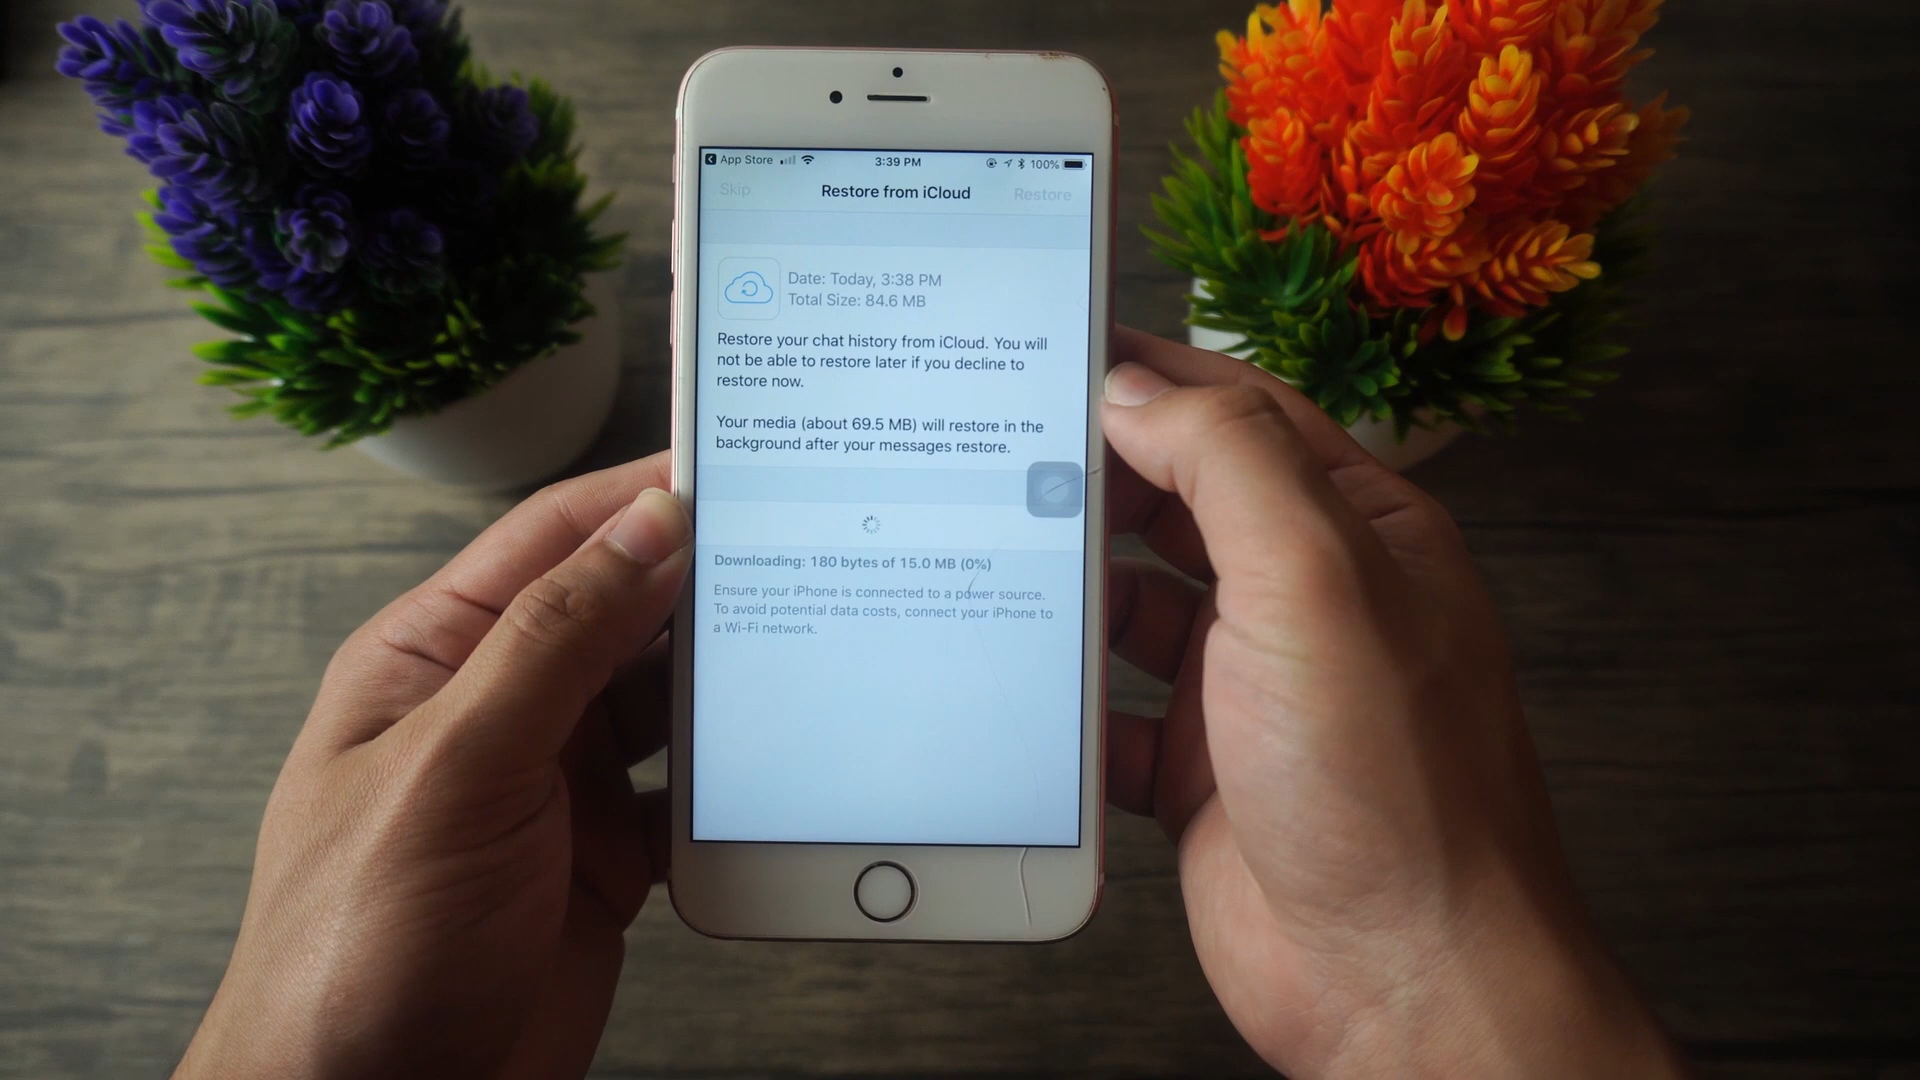 App Store 3:39 PM 100%
Skip Restore from iCloud Restore
Date: Today, 3:38 PM
Total Size: 84.6 MB
Restore your chat history from iCloud. You will
not be able to restore later if you decline to
restore now.
Your media (about 69.5 MB) will restore in the
background after your messages restore.
Downloading: 180 bytes of 15.0 MB (0%)
Ensure your iPhone is connected to a power source.
To avoid potential data costs, connect your iPhone to
a Wi-Fi network.